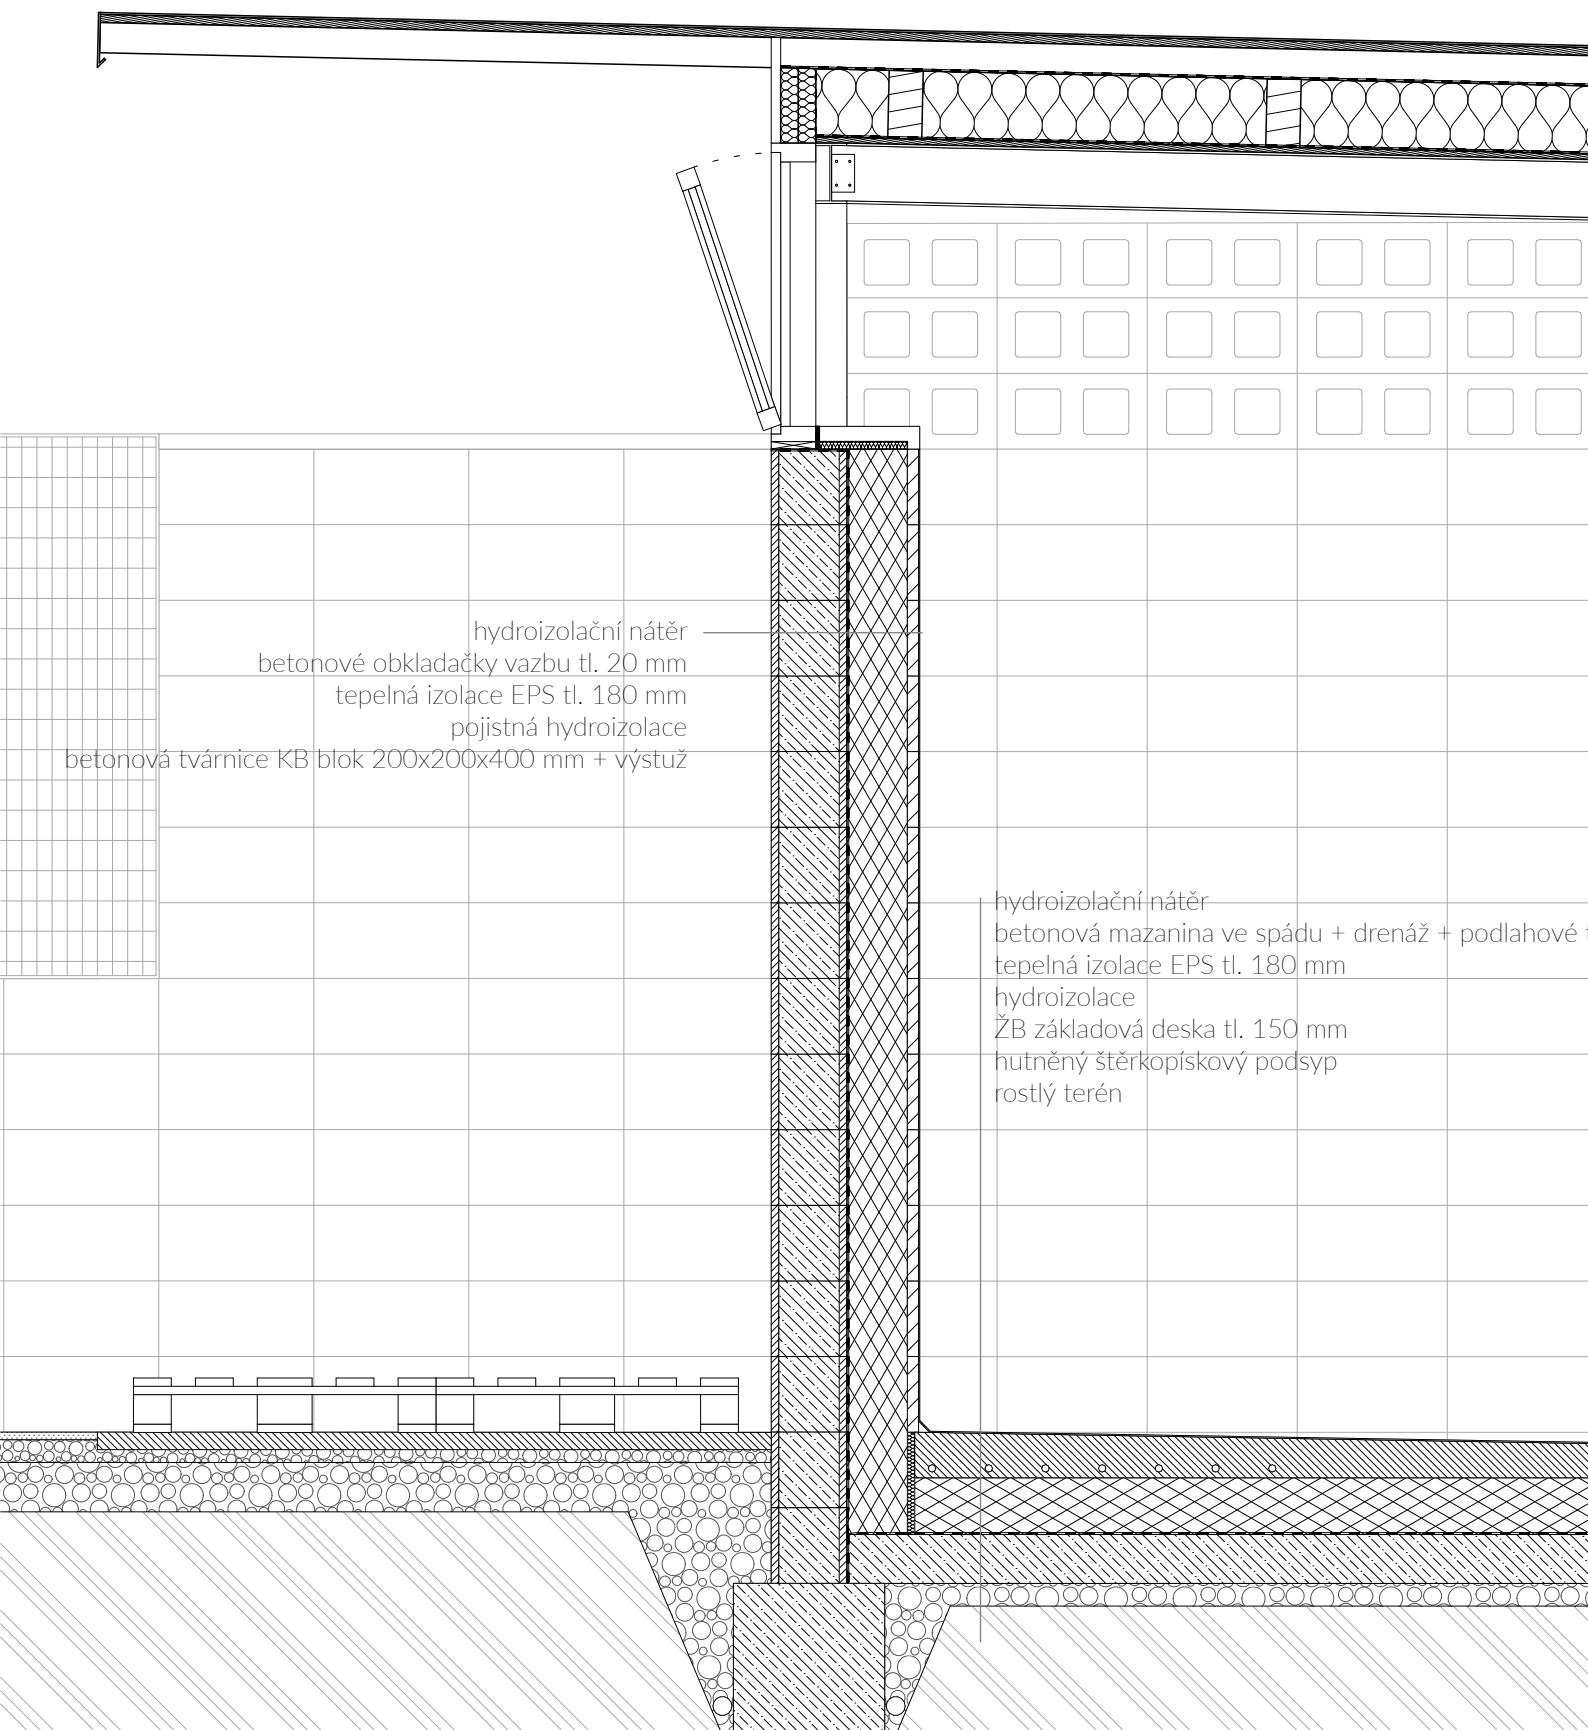 hydroizolační nátěr
betonové obkladačky vazbu tl. 20 mm
tepelná izolace EPS tl. 180 mm
pojistná hydroizolace
betonová tvárnice KB blok 200x200x400 mm + výstuž
hydroizolační nátěr
betonová mazanina ve spádu + drenáž + podlahové
tepelná izolace EPS tl. 180 mm
hydroizolace
ŽB základová deska tl. 150 mm
hutněný štěrkopískový podsyp
rostlý terén